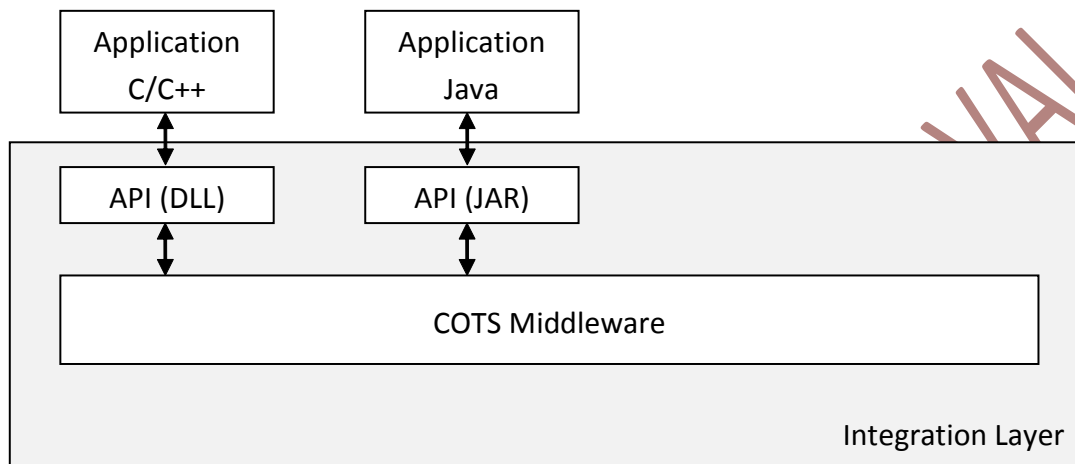 Application
C/C++
Application
Java
API (DLL)
API (JAR)
COTS Middleware
Integration Layer